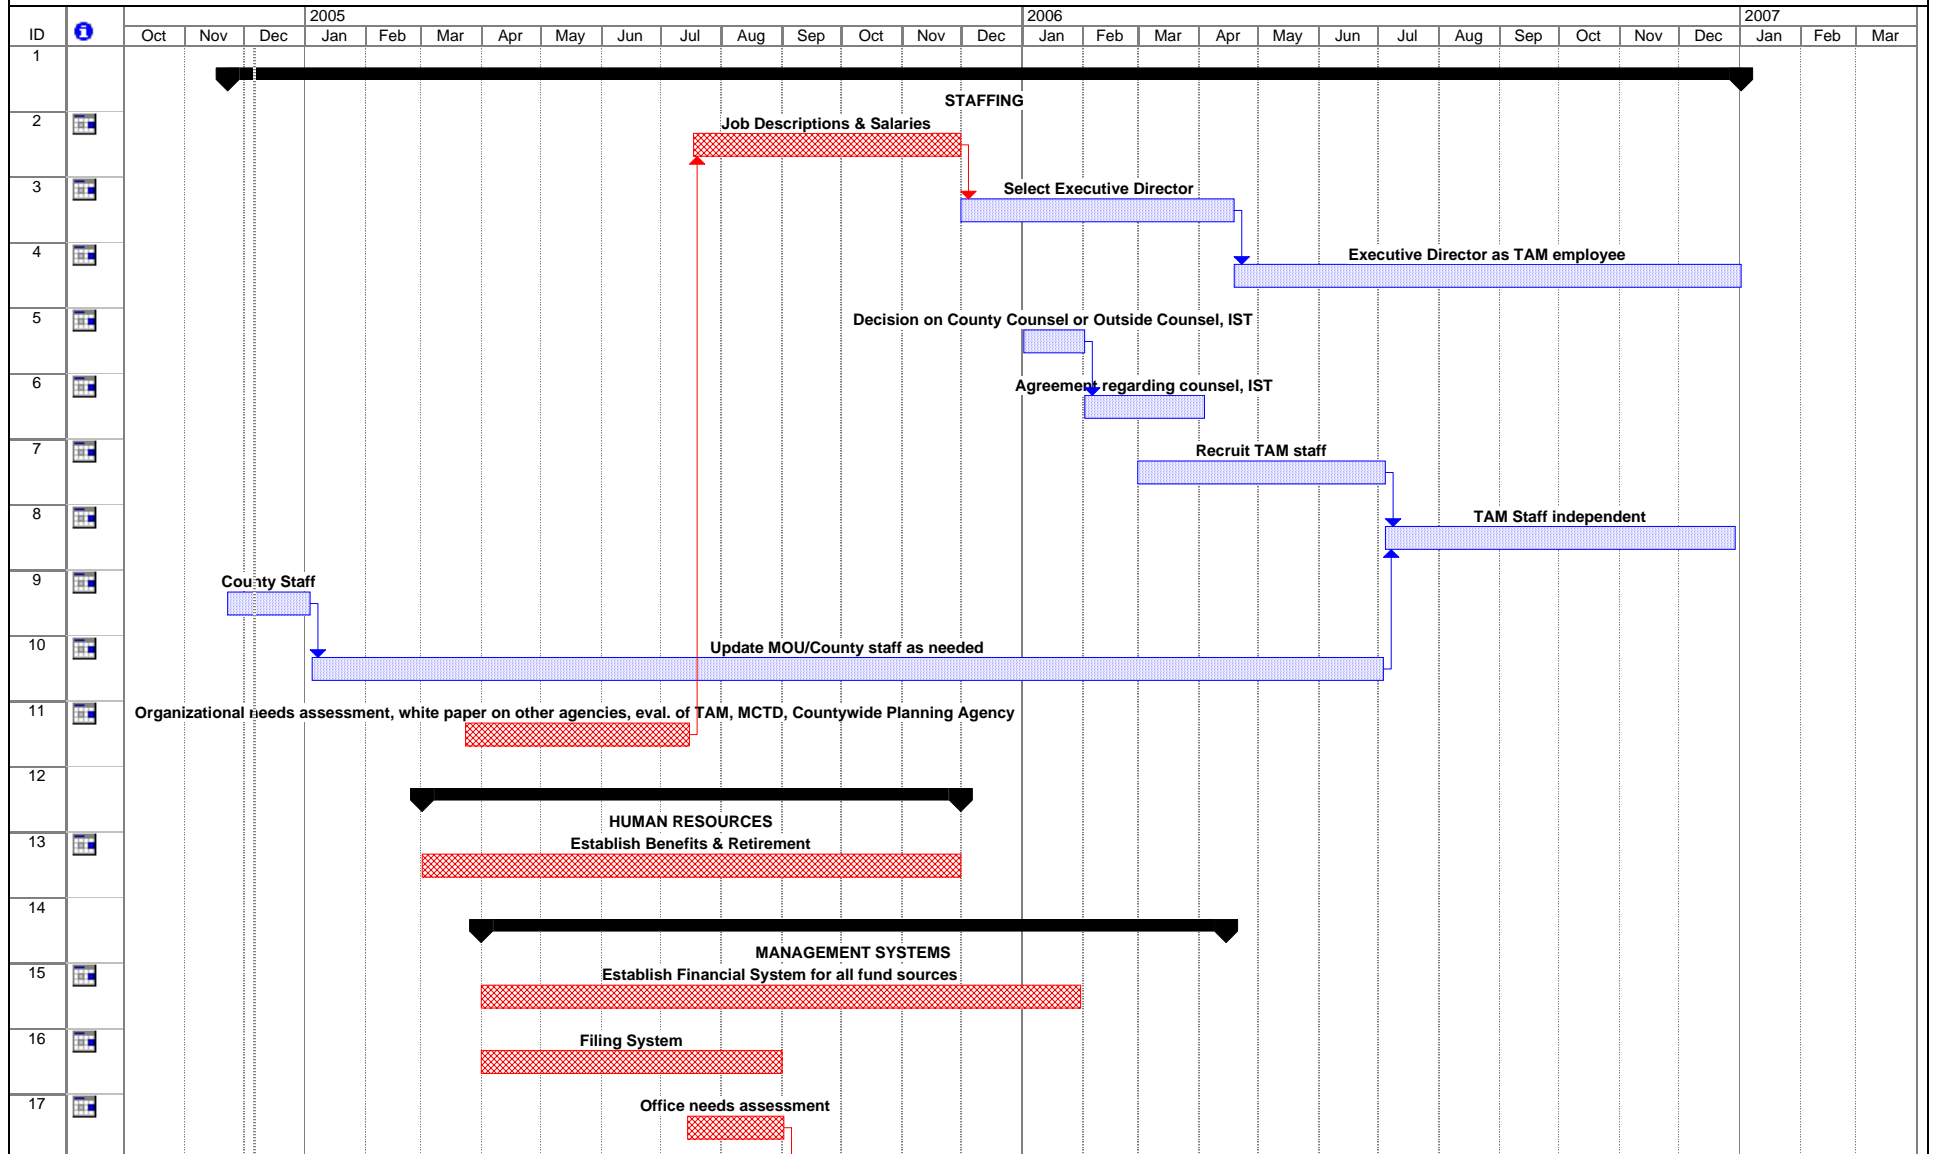 2005 2006 2007
ID i Oct Nov Dec Jan Feb Mar Apr May Jun Jul Aug Sep Oct Nov Dec Jan Feb Mar Apr May Jun Jul Aug Sep Oct Nov Dec Jan Feb Mar
1
STAFFING
2
Job Descriptions & Salaries
3
Select Executive Director
4
Executive Director as TAM employee
5
Decision on County Counsel or Outside Counsel, IST
6
Agreement regarding counsel, IST
7
Recruit TAM staff
8
TAM Staff independent
9
County Staff
10
Update MOU/County staff as needed
11
Organizational needs assessment, white paper on other agencies, eval. of TAM, MCTD, Countywide Planning Agency
12
HUMAN RESOURCES
13
Establish Benefits & Retirement
14
MANAGEMENT SYSTEMS
15
Establish Financial System for all fund sources
16
Filing System
17
Office needs assessment